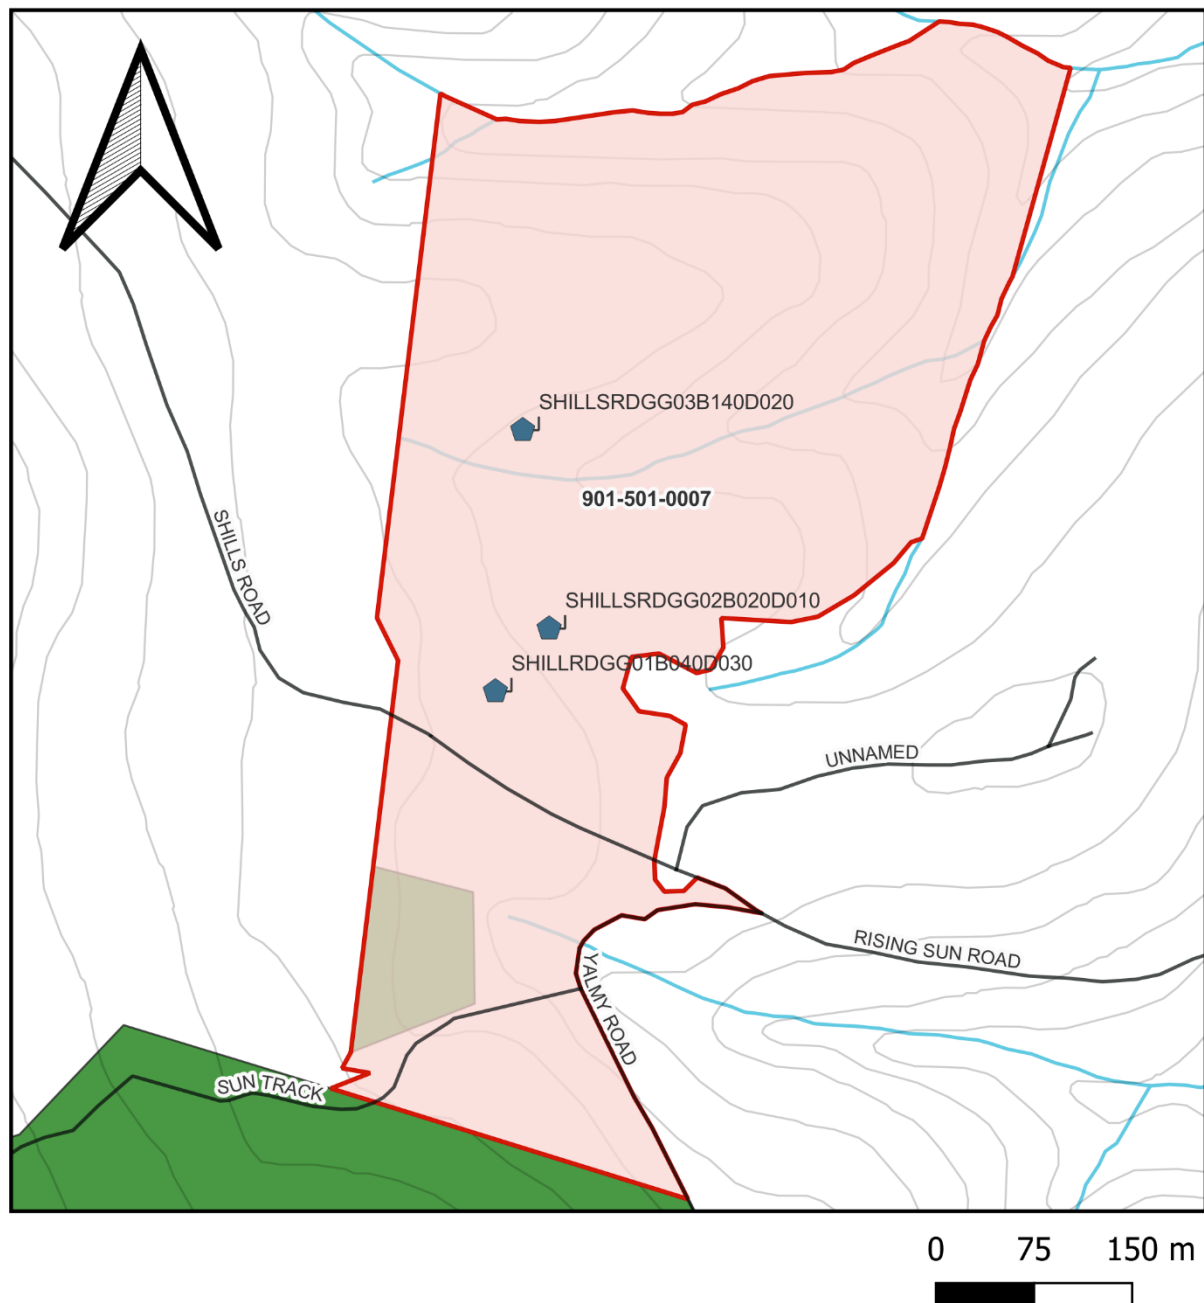 SHILLSRDGG03B140D020
901-501-0007
SHILLS ROAD
SHILLSRDGG02B020D010
SHILLRDGG01B040D030
UNNAMED
RISING SUN ROAD
YALMY ROAD
SUN TRACK
0 75 150 m